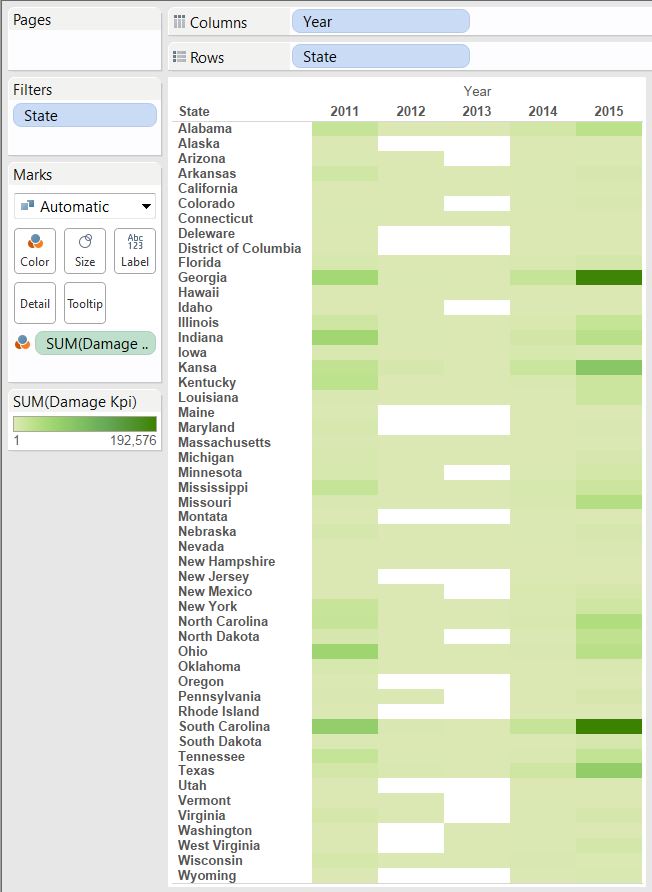 Pages
Columns
Year
Rows
State
Filters
State
Marks
Automatic
Color
Size
Abc
123
Label
Detail
Tooltip
SUM(Damage ..
SUM(Damage Kpi)
1
192,576
Year
State 2011 2012 2013 2014 2015
Alabama
Alaska
Arizona
Arkansas
California
Colorado
Connecticut
Deleware
District of Columbia
Florida
Georgia
Hawaii
Idaho
Illinois
Indiana
Iowa
Kansa
Kentucky
Louisiana
Maine
Maryland
Massachusetts
Michigan
Minnesota
Mississippi
Missouri
Montata
Nebraska
Nevada
New Hampshire
New Jersey
New Mexico
New York
North Carolina
North Dakota
Ohio
Oklahoma
Oregon
Pennsylvania
Rhode Island
South Carolina
South Dakota
Tennessee
Texas
Utah
Vermont
Virginia
Washington
West Virginia
Wisconsin
Wyoming